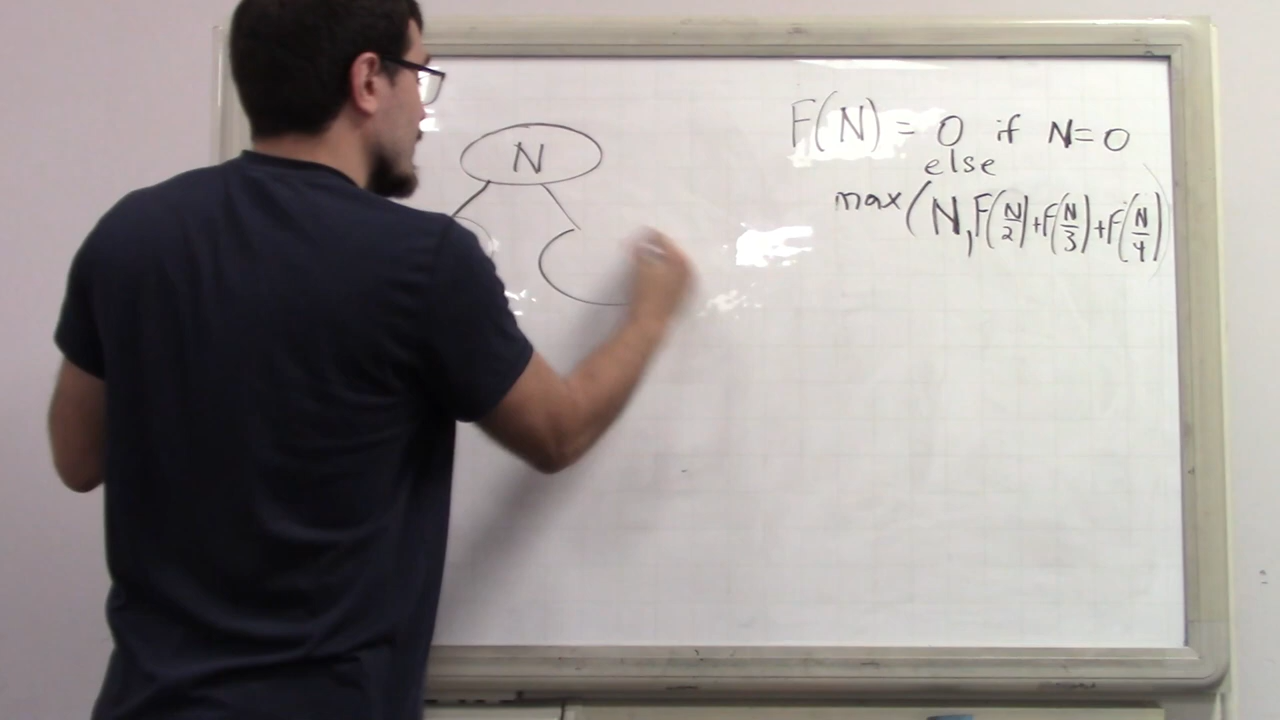 N
F(N) = 0 if N=0
else
max(N, F(N/2)+F(N/3)+F(N/4))